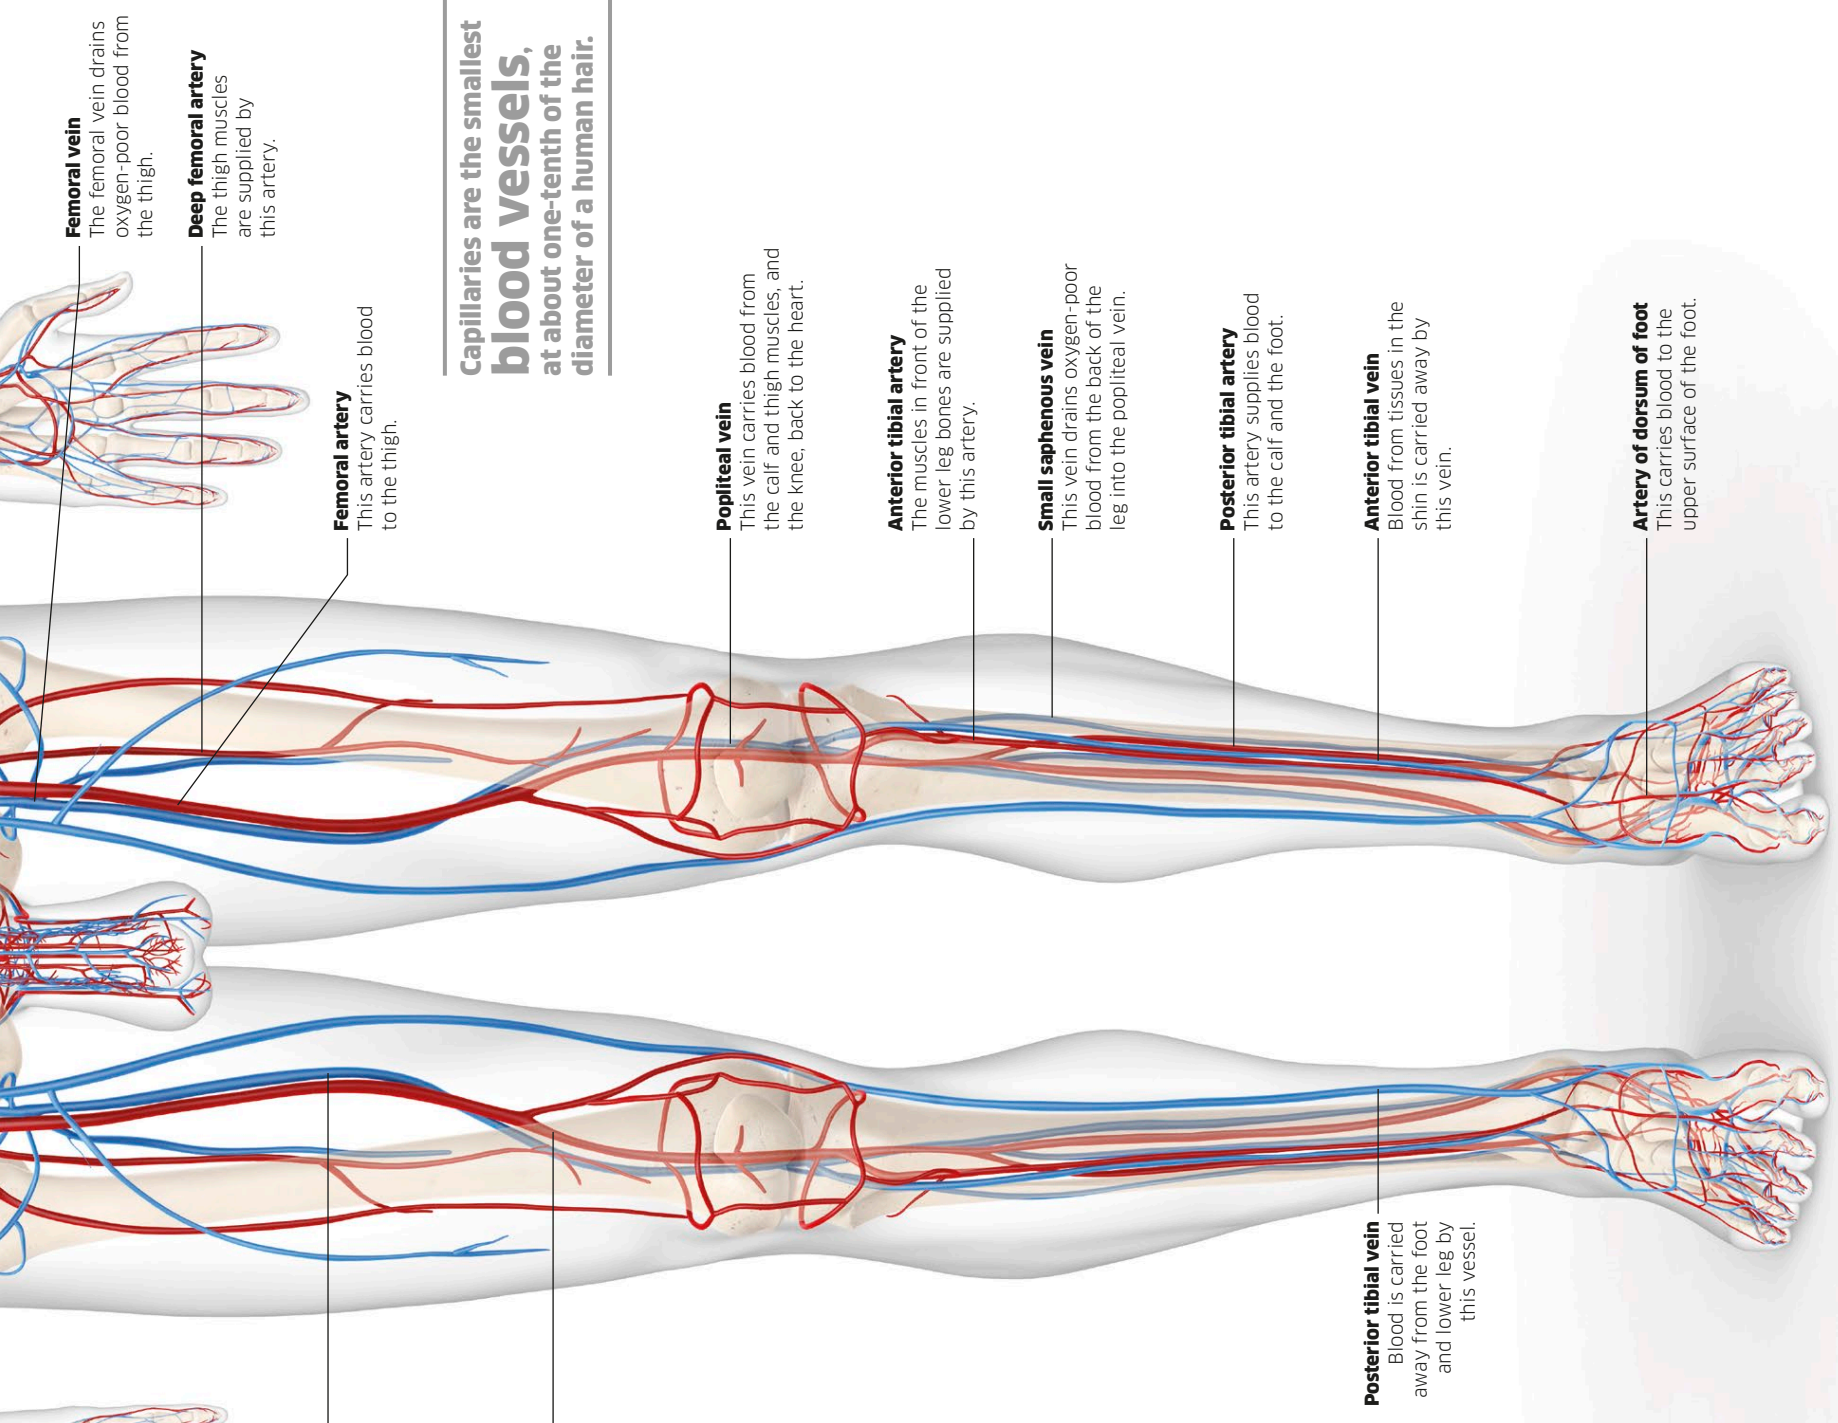 Femoral vein
The femoral vein drains
oxygen-poor blood from
the thigh.
Deep femoral artery
The thigh muscles
are supplied by
this artery.
Femoral artery
This artery carries blood
to the thigh.
Capillaries are the smallest
blood vessels,
at about one-tenth of the
diameter of a human hair.
Popliteal vein
This vein carries blood from
the calf and thigh muscles, and
the knee, back to the heart.
Anterior tibial artery
The muscles in front of the
lower leg bones are supplied
by this artery.
Small saphenous vein
This vein drains oxygen-poor
blood from the back of the
leg into the popliteal vein.
Posterior tibial artery
This artery supplies blood
to the calf and the foot.
Anterior tibial vein
Blood from tissues in the
shin is carried away by
this vein.
Artery of dorsum of foot
This carries blood to the
upper surface of the foot.
Posterior tibial vein
Blood is carried
away from the foot
and lower leg by
this vessel.